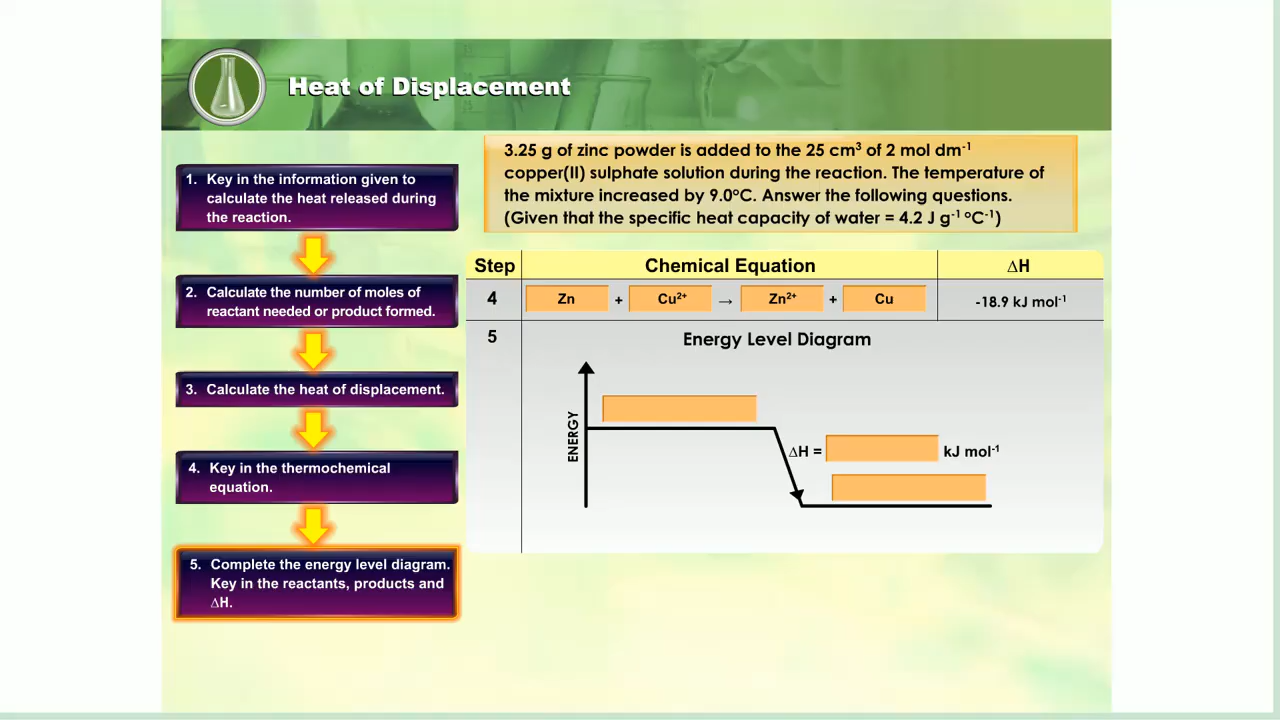 Heat of Displacement
3.25 g of zinc powder is added to the 25 cm³ of 2 mol dm⁻¹
copper(II) sulphate solution during the reaction. The temperature of
the mixture increased by 9.0°C. Answer the following questions.
(Given that the specific heat capacity of water = 4.2 J g⁻¹ °C⁻¹)
1. Key in the information given to
calculate the heat released during
the reaction.
2. Calculate the number of moles of
reactant needed or product formed.
3. Calculate the heat of displacement.
4. Key in the thermochemical
equation.
5. Complete the energy level diagram.
Key in the reactants, products and
∆H.
Step Chemical Equation ∆H
4 Zn + Cu²⁺ → Zn²⁺ + Cu -18.9 kJ mol⁻¹
5 Energy Level Diagram
ENERGY
∆H = kJ mol⁻¹